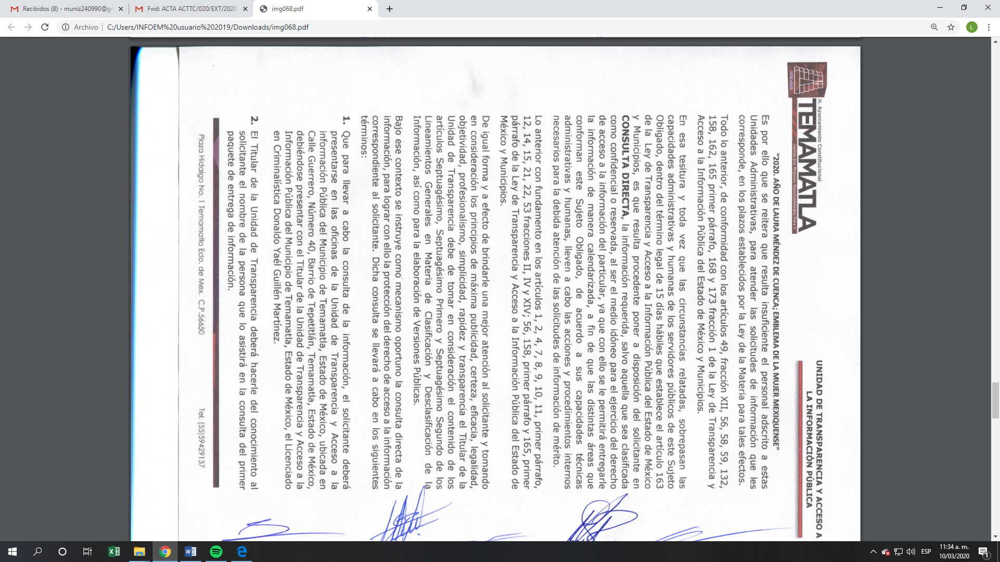 Recibidos (8) - muniz240990@gn
Fwd: ACTA ACTTC/020/EXT/2020
img068.pdf
Archivo
C:/Users/INFOEM%20usuario%202019/Downloads/img068.pdf
L
H. Ayuntamiento Constitucional
TEMAMATLA
Juntos por Mejores Oportunidades Para ti
UNIDAD DE TRANSPARENCIA Y ACCESO A
LA INFORMACIÓN PÚBLICA
"2020. AÑO DE LAURA MÉNDEZ DE CUENCA; EMBLEMA DE LA MUJER MEXIQUENSE"
Es por ello que se reitera que resulta insuficiente el personal adscrito a estas
Unidades Administrativas, para atender las solicitudes de información que les
corresponde, en los plazos establecidos por la Ley de la Materia para tales efectos.
Todo lo anterior, de conformidad con los artículos 49, fracción XII, 56, 58, 59, 132,
158, 162, 165 primer párrafo, 168 y 173 fracción 1 de la Ley de Transparencia y
Acceso a la Información Pública del Estado de México y Municipios.
En esa tesitura y toda vez que las circunstancias relatadas, sobrepasan las
capacidades administrativas y humanas de los servidores públicos de este Sujeto
Obligado, dentro del término legal de 15 días hábiles que establece el artículo 163
de la Ley de Transparencia y Acceso a la Información Pública del Estado de México
y Municipios, es que resulta procedente poner a disposición del solicitante en
CONSULTA DIRECTA, la información requerida, salvo aquella que sea clasificada
como confidencial o reservada, al ser el medio idóneo para el ejercicio del derecho
de acceso a la información del particular, ya que con ello se le permitirá entregarle
la información de manera calendarizada, a fin de que las distintas áreas que
conforman este Sujeto Obligado, de acuerdo a sus capacidades técnicas
administrativas y humanas, lleven a cabo las acciones y procedimientos internos
necesarios para la debida atención de las solicitudes de información de mérito.
Lo anterior con fundamento en los artículos 1, 2, 4, 7, 8, 9, 10, 11, primer párrafo,
12, 14, 15, 21, 22, 53 fracciones II, IV y XIV; 56, 158, primer párrafo y 165, primer
párrafo de la Ley de Transparencia y Acceso a la Información Pública del Estado de
México y Municipios.
De igual forma y a efecto de brindarle una mejor atención al solicitante y tomando
en consideración los principios de máxima publicidad, certeza, eficacia, legalidad,
objetividad, profesionalismo, simplicidad, rapidez y transparencia el Titular de la
Unidad de Transparencia debe de tomar en consideración el contenido de los
artículos Septuagésimo, Septuagésimo Primero y Septuagésimo Segundo de los
Lineamientos Generales en Materia de Clasificación y Desclasificación de la
Información, así como para la elaboración de Versiones Públicas.
Bajo ese contexto se instruye como mecanismo oportuno la consulta directa de la
información, para lograr con ello la protección del derecho de acceso a la información
correspondiente al solicitante. Dicha consulta se llevará a cabo en los siguientes
términos:
1. Que para llevar a cabo la consulta de la información, el solicitante deberá
presentarse en las oficinas de la Unidad de Transparencia y Acceso a la
información Pública del Municipio de Temamatla, Estado de México, ubicada en
Calle Guerrero, Número 40, Barrio de Tepetitlán, Temamatla, Estado de México,
debiéndose presentar con el Titular de la Unidad de Transparencia y Acceso a la
Información Pública del Municipio de Temamatla, Estado de México, el Licenciado
en Criminalística Donaldo Yaél Guillén Martínez.
2. El Titular de la Unidad de Transparencia deberá hacerle del conocimiento al
solicitante el nombre de la persona que lo asistirá en la consulta del primer
paquete de entrega de información.
Plaza Hidalgo No. 1 Temamatla Edo. de Mex. C.P.56650
Tel. (55)59429137
ESP
11:34 a. m.
10/03/2020
1